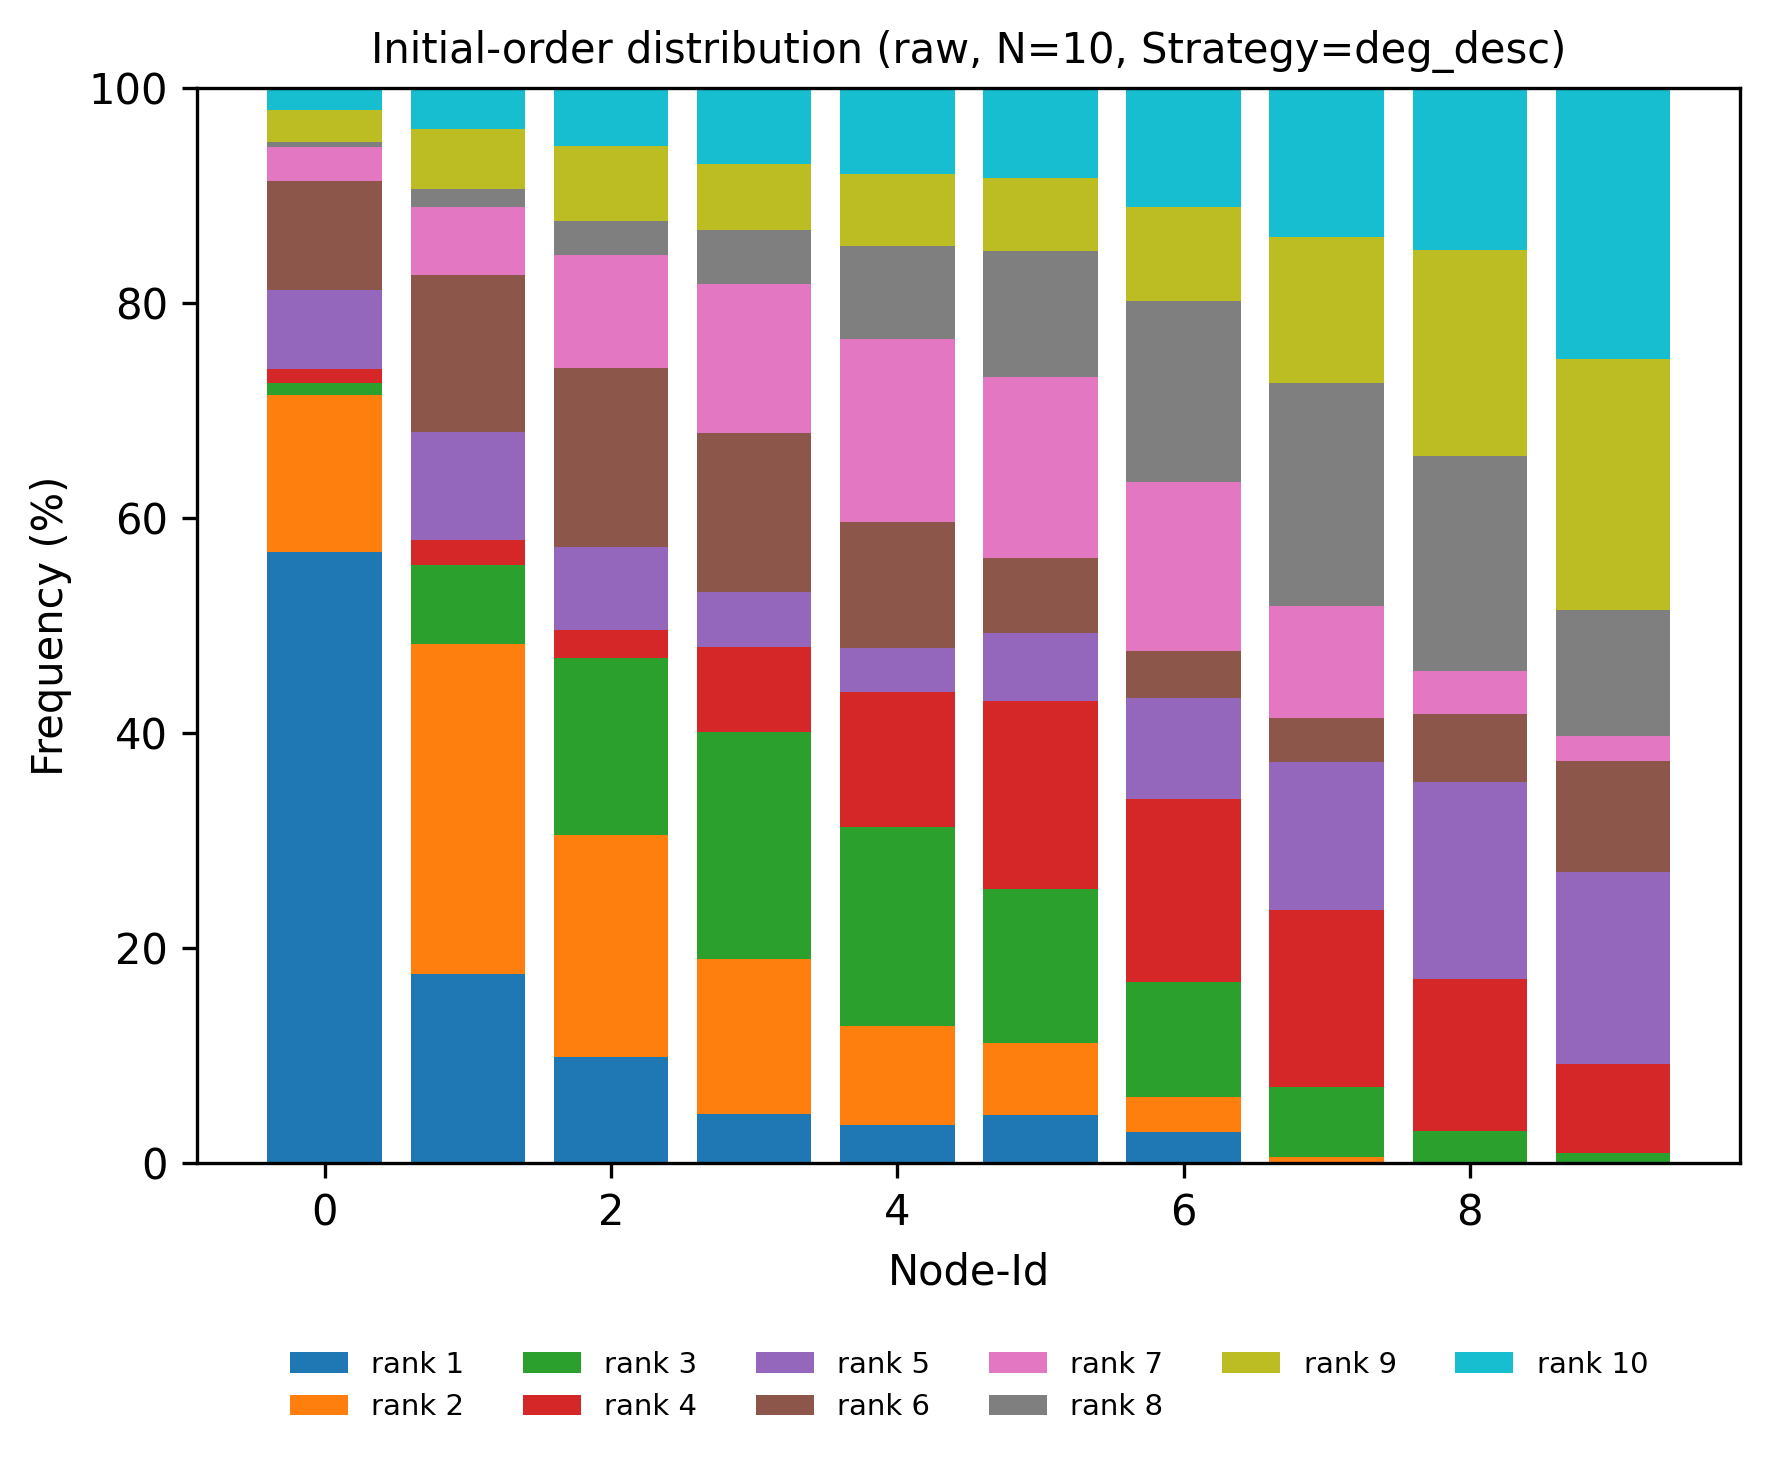 Initial-order distribution (raw, N=10, Strategy=deg_desc)
100
80
60
40
20
0
Frequency (%)
0 2 4 6 8
Node-Id
rank 1 rank 3 rank 5 rank 7 rank 9 rank 10
rank 2 rank 4 rank 6 rank 8